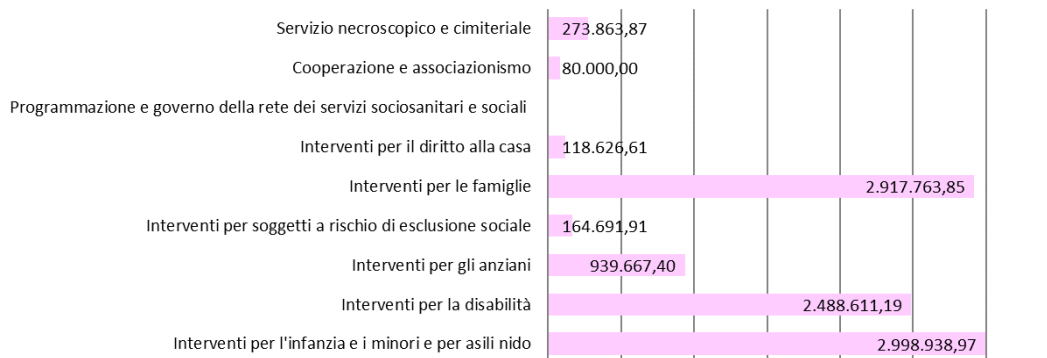 Servizio necroscopico e cimiteriale 273.863,87
Cooperazione e associazionismo 80.000,00
Programmazione e governo della rete dei servizi sociosanitari e sociali
Interventi per il diritto alla casa 118.626,61
Interventi per le famiglie 2.917.763,85
Interventi per soggetti a rischio di esclusione sociale 164.691,91
Interventi per gli anziani 939.667,40
Interventi per la disabilità 2.488.611,19
Interventi per l'infanzia e i minori e per asili nido 2.998.938,97